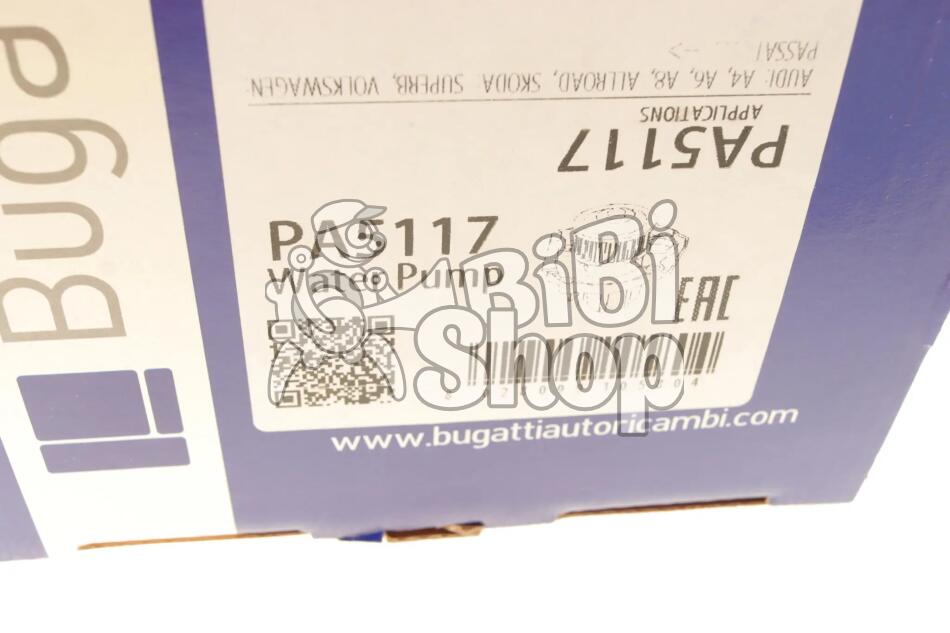 Buga
PA5117
APPLICATIONS
AUDI: A4, A6, A8, ALLROAD, SKODA: SUPERB, VOLKSWAGEN:
PASSAT
PA5117
Water Pump
EAC
BiBi
Shop
www.bugattiautoricambi.com